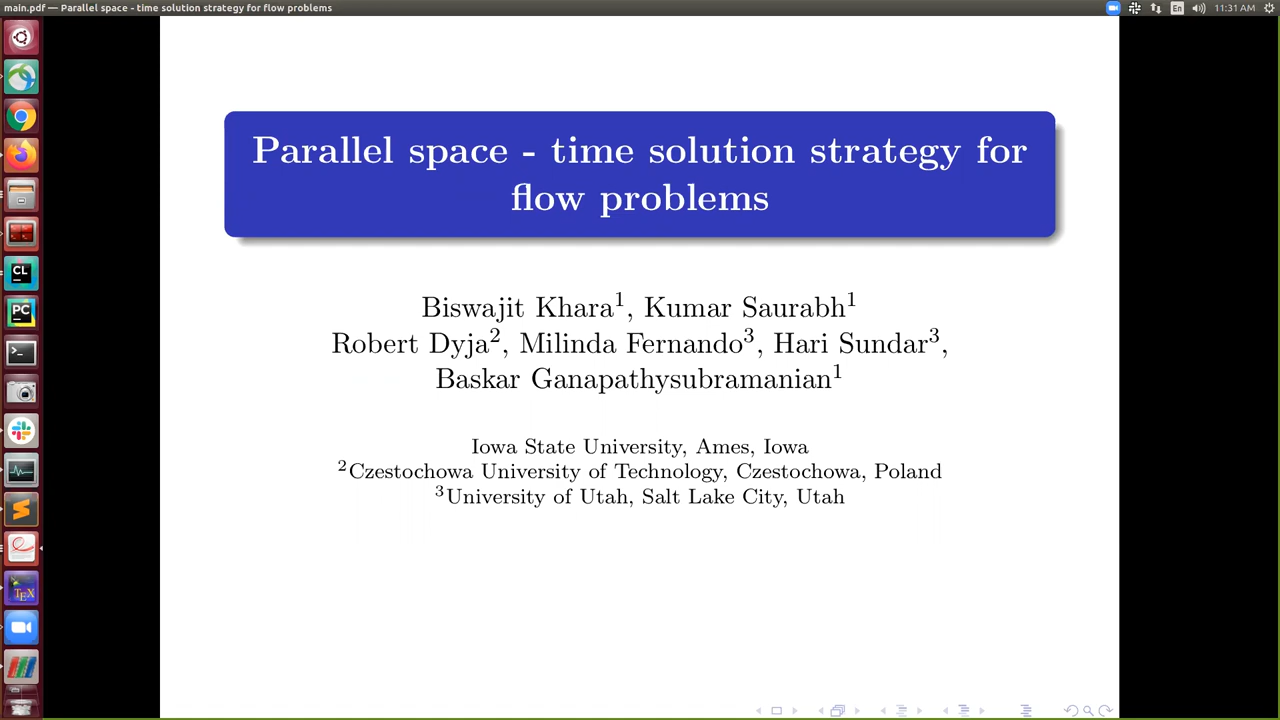 main.pdf — Parallel space - time solution strategy for flow problems
En
11:31 AM
Parallel space - time solution strategy for
flow problems
Biswajit Khara1, Kumar Saurabh1
Robert Dyja2, Milinda Fernando3, Hari Sundar3,
Baskar Ganapathysubramanian1
Iowa State University, Ames, Iowa
2Czestochowa University of Technology, Czestochowa, Poland
3University of Utah, Salt Lake City, Utah
CL
PC
>_
TEX